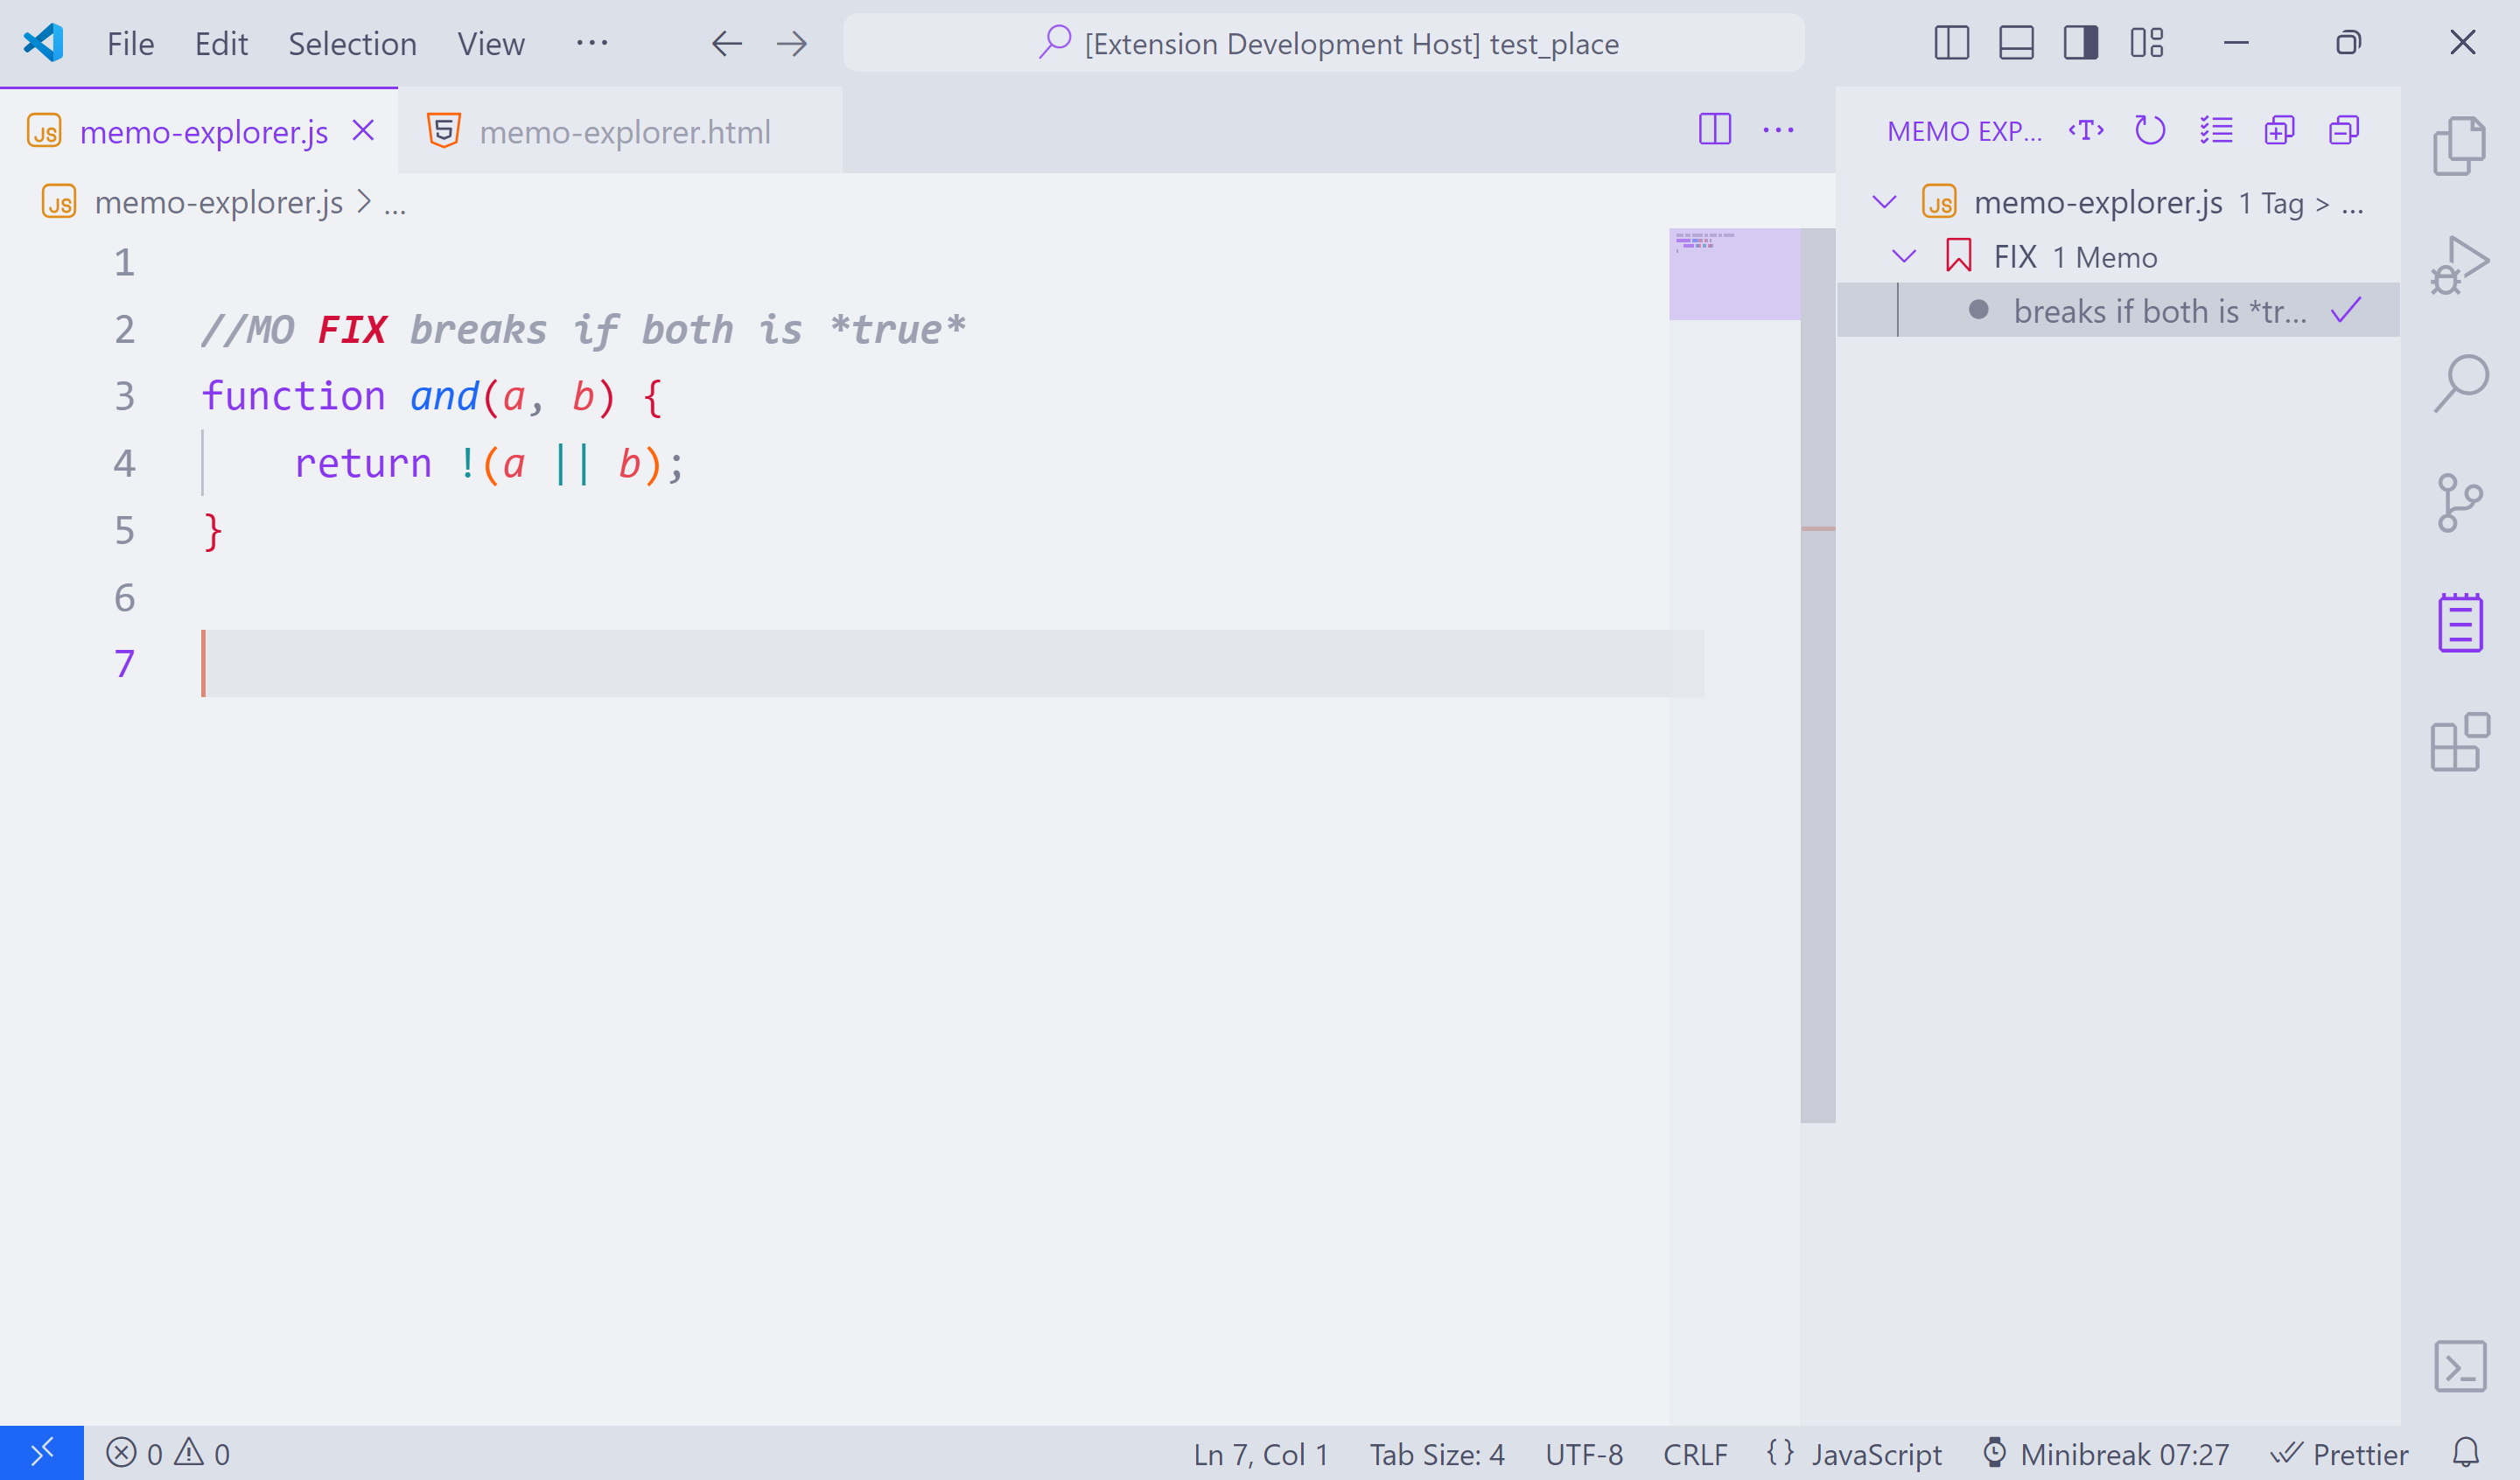 File Edit Selection View ··· [Extension Development Host] test_place
JS memo-explorer.js memo-explorer.html ··· MEMO EXP...
JS memo-explorer.js > ... JS memo-explorer.js 1 Tag > ...
FIX 1 Memo
breaks if both is *tr...
1
2 //MO FIX breaks if both is *true*
3 function and(a, b) {
4 return !(a || b);
5 }
6
7
0 0 Ln 7, Col 1 Tab Size: 4 UTF-8 CRLF {} JavaScript Minibreak 07:27 Prettier